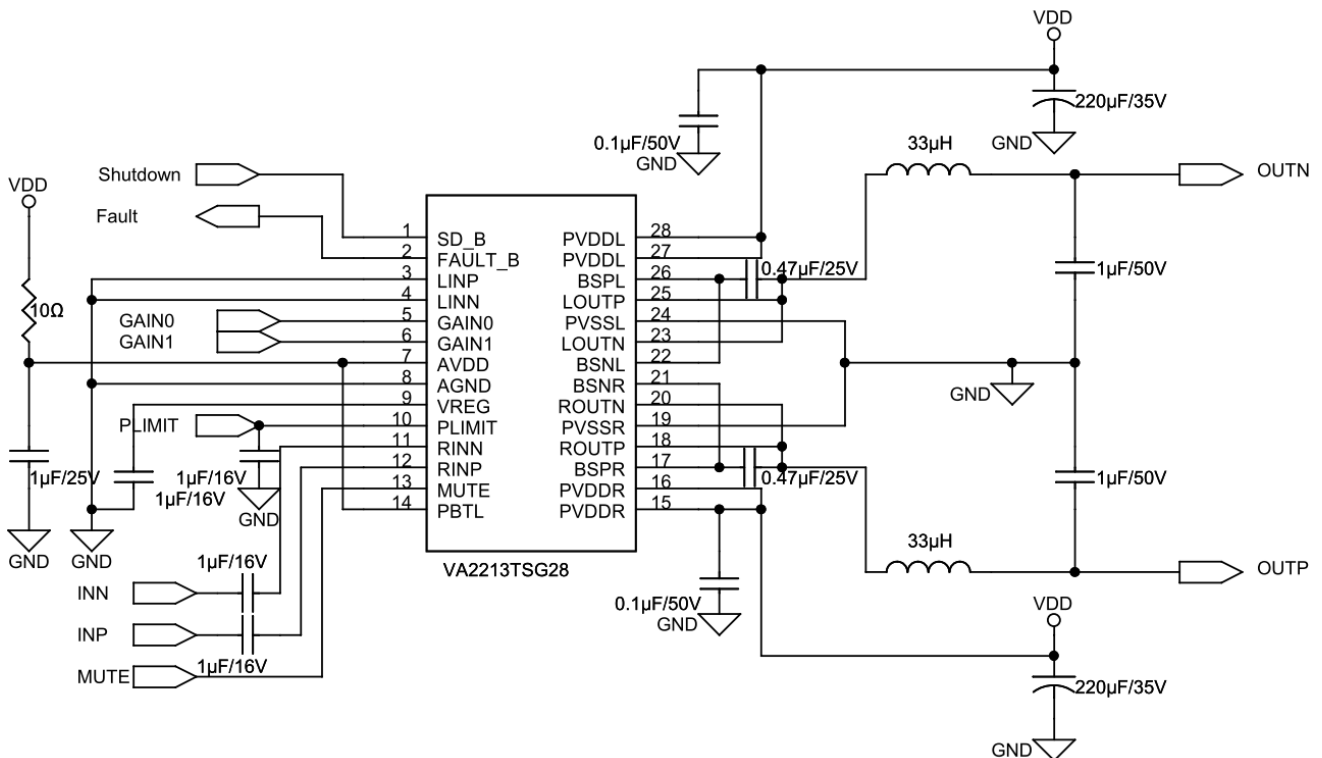 VDD
220µF/35V
GND
0.1µF/50V
GND
33µH
OUTN
Shutdown
VDD
Fault
1 SD_B PVDDL 28
2 FAULT_B PVDDL 27
3 LINP BSPL 26
0.47µF/25V
1µF/50V
4 LINN LOUTP 25
10Ω
GAIN0
5 GAIN0 PVSSL 24
GAIN1
6 GAIN1 LOUTN 23
7 AVDD BSNL 22
8 AGND BSNR 21
GND
9 VREG ROUTN 20
PLIMIT
10 PLIMIT PVSSR 19
11 RINN ROUTP 18
12 RINP BSPR 17
1µF/25V
1µF/16V
1µF/16V
0.47µF/25V
1µF/50V
13 MUTE PVDDR 16
14 PBTL PVDDR 15
GND
GND
GND
VA2213TSG28
33µH
OUTP
1µF/16V
INN
0.1µF/50V
GND
VDD
INP
1µF/16V
MUTE
220µF/35V
GND